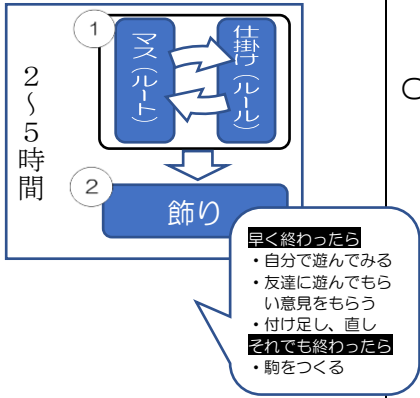 2～5時間
1
マス（ルート）
仕掛け（ルール）
2
飾り
早く終わったら
・自分で遊んでみる
・友達に遊んでもら
い意見をもらう
・付け足し、直し
それでも終わったら
・駒をつくる